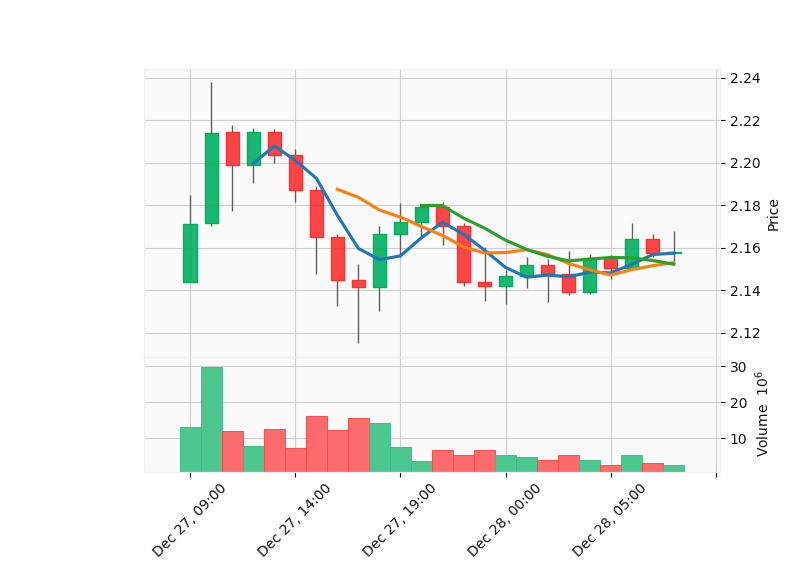 2.24
2.22
2.20
2.18
2.16
2.14
2.12
Price
30
20
10
Volume 10^6
Dec 27, 09:00
Dec 27, 14:00
Dec 27, 19:00
Dec 28, 00:00
Dec 28, 05:00